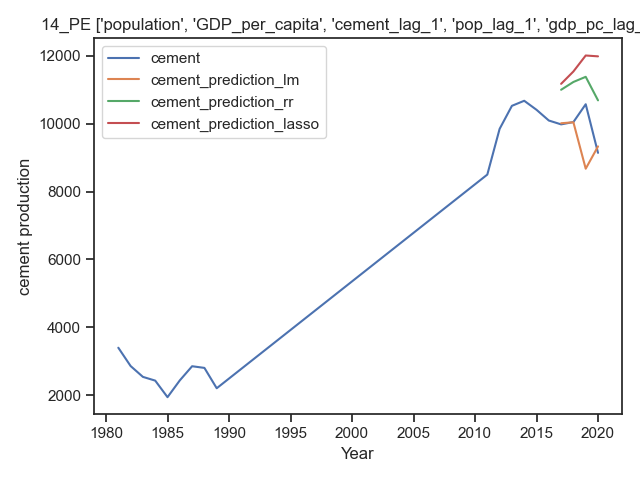 14_PE ['population', 'GDP_per_capita', 'cement_lag_1', 'pop_lag_1', 'gdp_pc_lag_
12000
10000
8000
6000
4000
2000
cement production
cement
cement_prediction_lm
cement_prediction_rr
cement_prediction_lasso
1980 1985 1990 1995 2000 2005 2010 2015 2020
Year